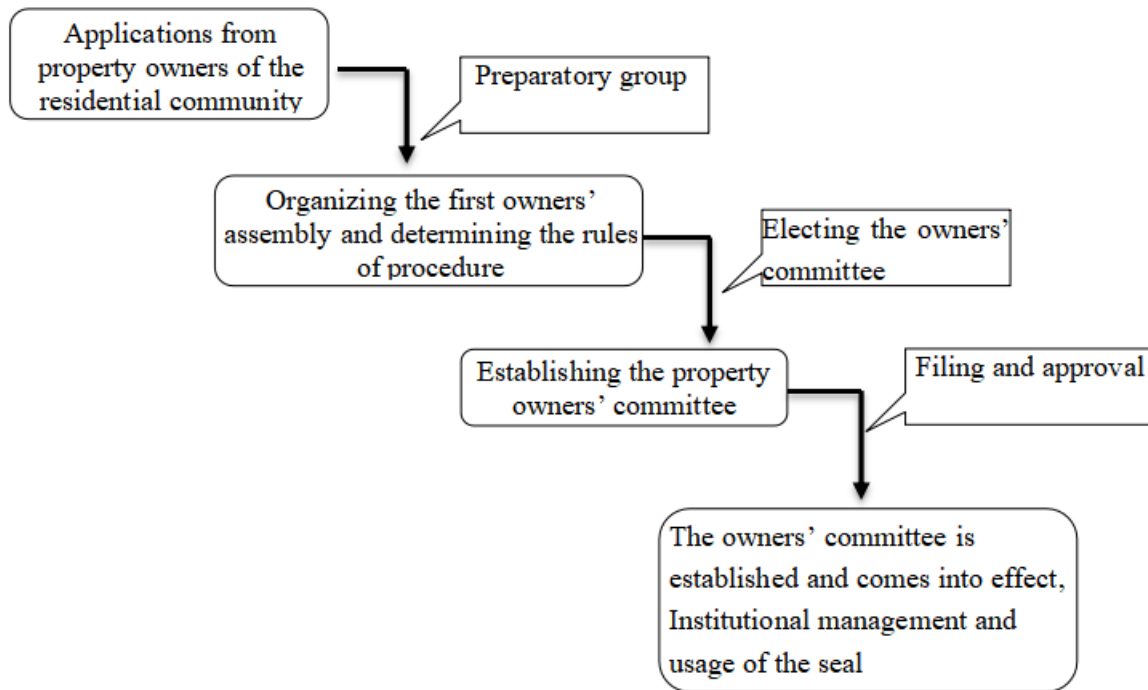 Applications from
property owners of the
residential community
Preparatory group
Organizing the first owners’
assembly and determining the rules
of procedure
Electing the owners’
committee
Establishing the property
owners’ committee
Filing and approval
The owners’ committee is
established and comes into effect,
Institutional management and
usage of the seal